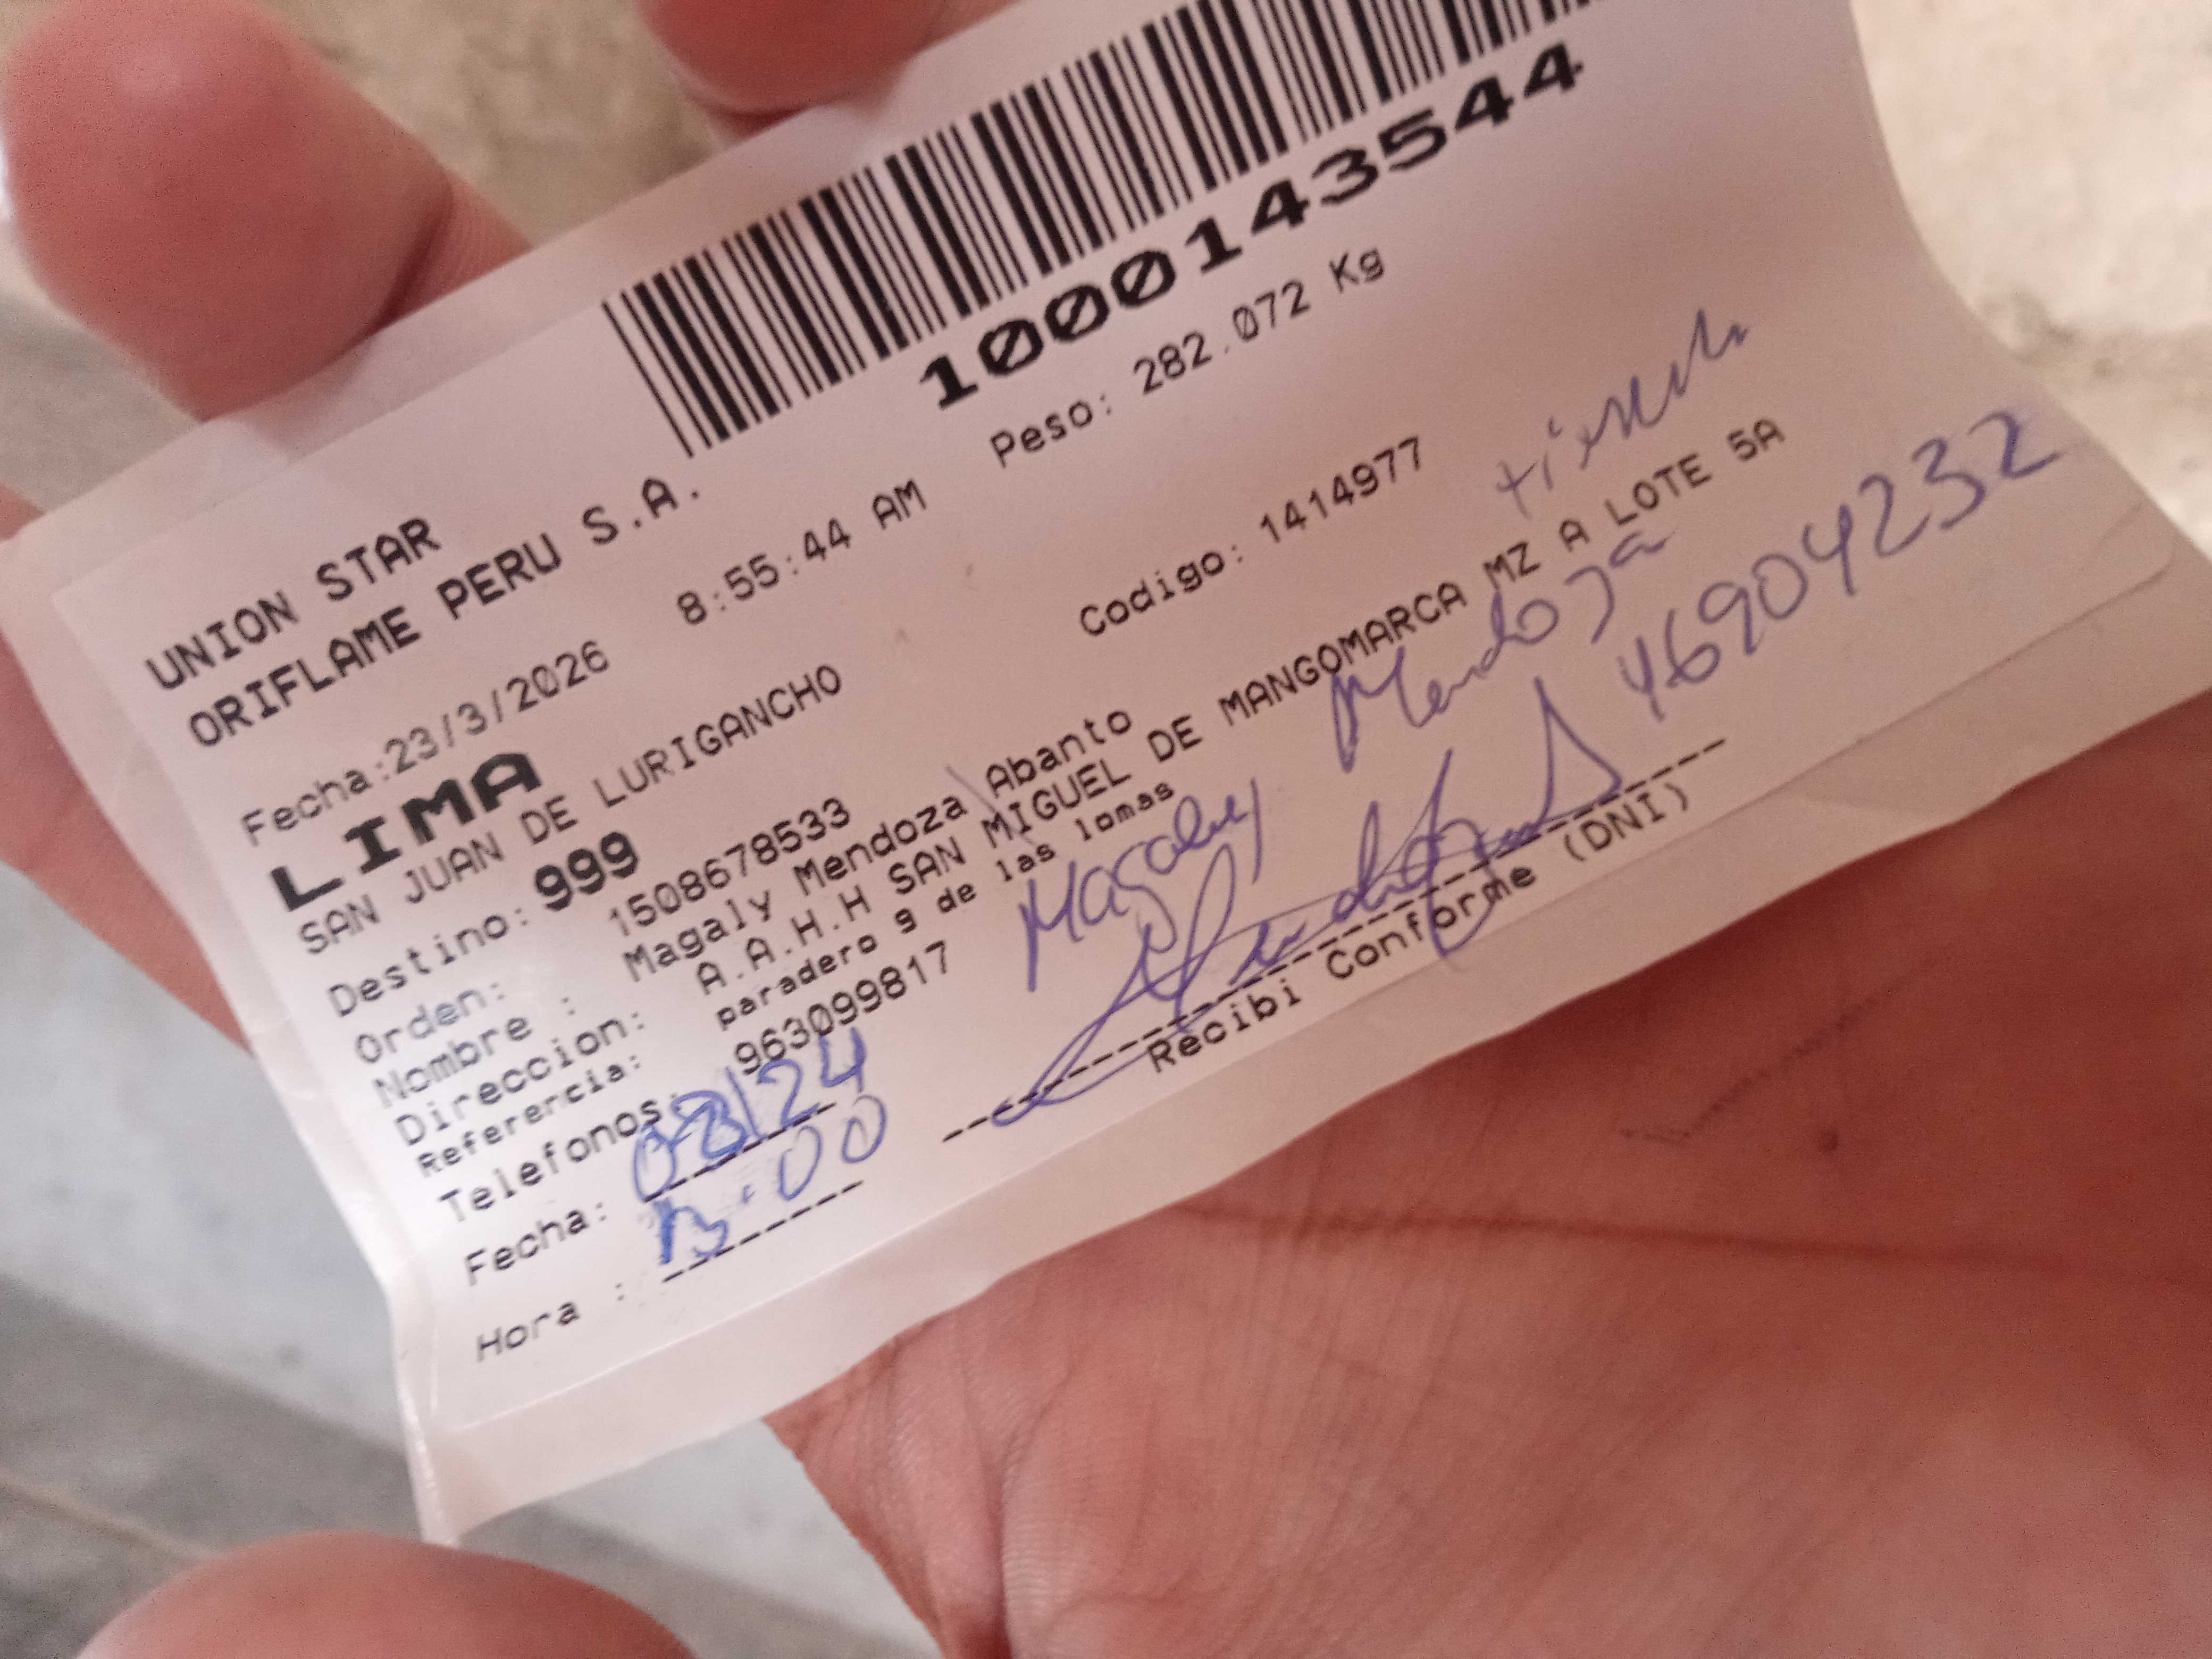 1000143544
UNION STAR
ORIFLAME PERU S.A.
Fecha:23/3/2026 8:55:44 AM Peso: 282.072 Kg
LIMA
SAN JUAN DE LURIGANCHO Codigo: 1414977
Destino: 999
Orden: 1508678533
Nombre : Magaly Mendoza Abanto
Direccion: A.A.H.H SAN MIGUEL DE MANGOMARCA MZ A LOTE 5A
Referencia: paradero 9 de las lomas
Telefonos: 963099817
Magaley Mendoza
46904232
Fecha:
Hora :
Recibi Conforme (DNI)